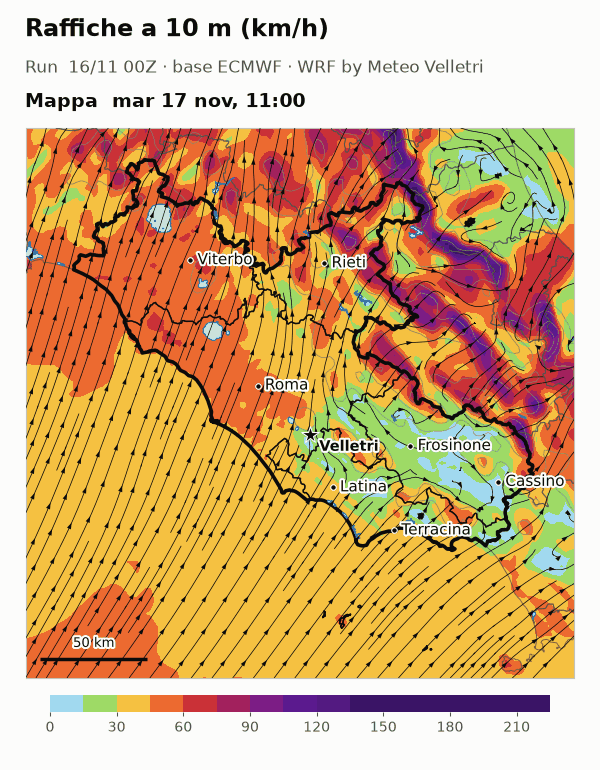 Raffiche a 10 m (km/h)
Run  16/11 00Z · base ECMWF · WRF by Meteo Velletri
Mappa  mar 17 nov, 11:00
Viterbo
Rieti
Roma
Velletri
Frosinone
Latina
Cassino
Terracina
50 km
0 30 60 90 120 150 180 210